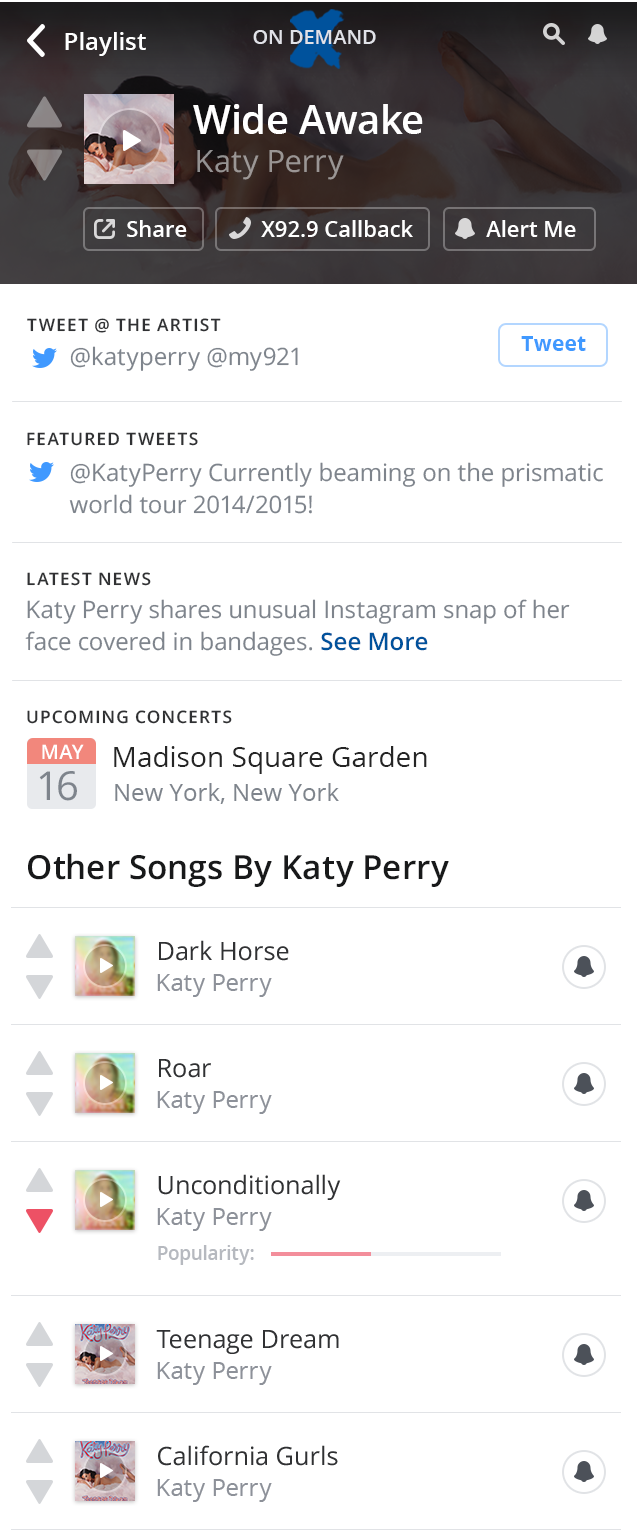 Playlist
ON DEMAND
Wide Awake
Katy Perry
Share
X92.9 Callback
Alert Me
TWEET @ THE ARTIST
@katyperry @my921
Tweet
FEATURED TWEETS
@KatyPerry Currently beaming on the prismatic
world tour 2014/2015!
LATEST NEWS
Katy Perry shares unusual Instagram snap of her
face covered in bandages. See More
UPCOMING CONCERTS
MAY
16
Madison Square Garden
New York, New York
Other Songs By Katy Perry
Dark Horse
Katy Perry
Roar
Katy Perry
Unconditionally
Katy Perry
Popularity:
Katy Perry
Teenage Dream
Katy Perry
Katy Perry
California Gurls
Katy Perry